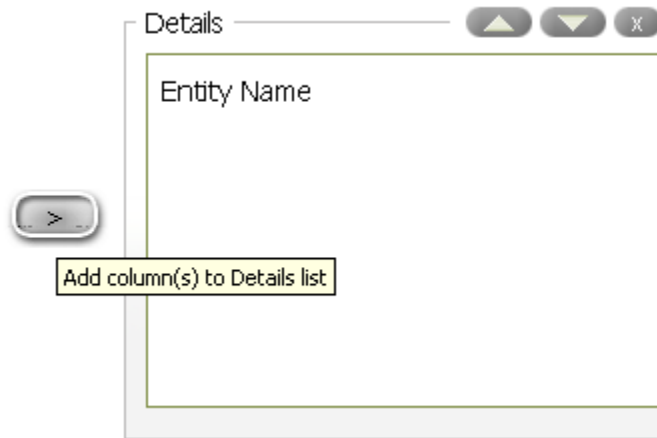 Details
x
Entity Name
>
Add column(s) to Details list